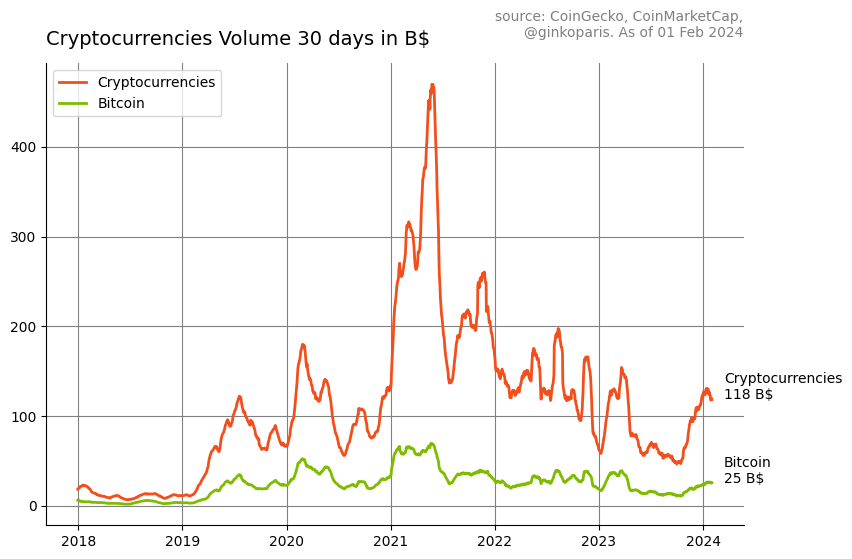 source: CoinGecko, CoinMarketCap,
@ginkoparis. As of 01 Feb 2024
Cryptocurrencies Volume 30 days in B$
Cryptocurrencies
Bitcoin
400
300
200
100
0
Cryptocurrencies
118 B$
Bitcoin
25 B$
2018 2019 2020 2021 2022 2023 2024